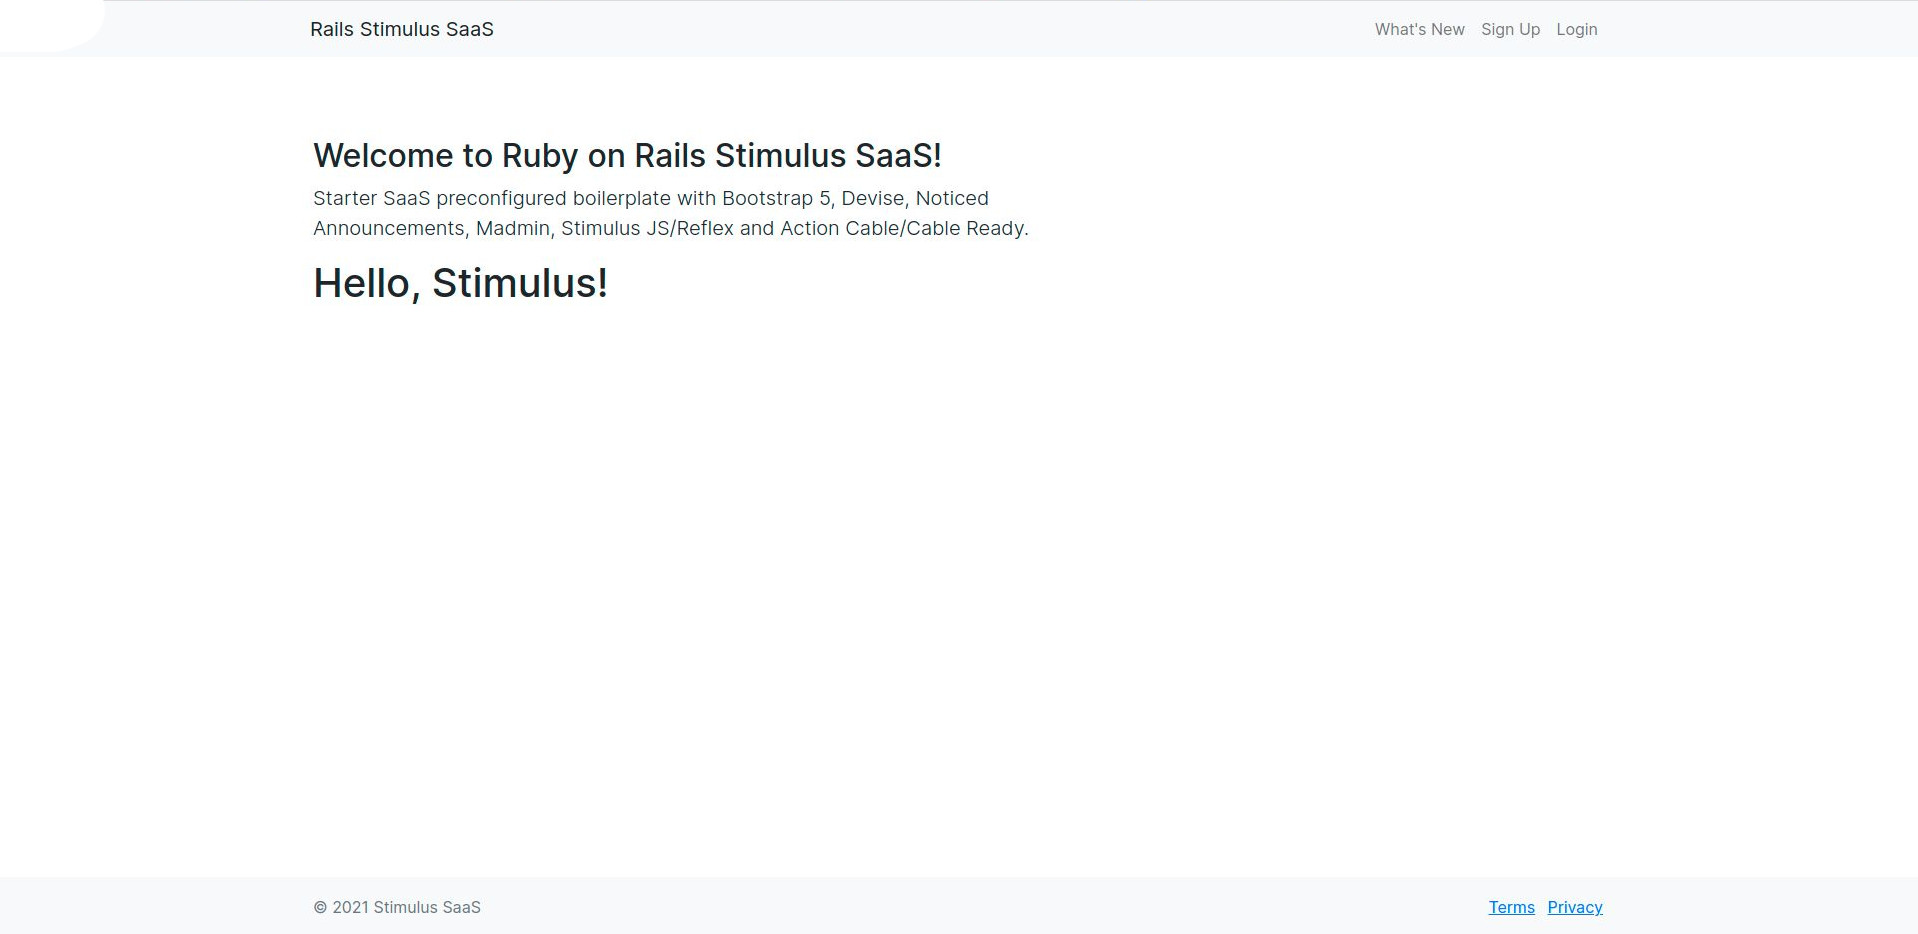 Rails Stimulus SaaS
What's New Sign Up Login
Welcome to Ruby on Rails Stimulus SaaS!
Starter SaaS preconfigured boilerplate with Bootstrap 5, Devise, Noticed
Announcements, Madmin, Stimulus JS/Reflex and Action Cable/Cable Ready.
Hello, Stimulus!
© 2021 Stimulus SaaS
Terms Privacy